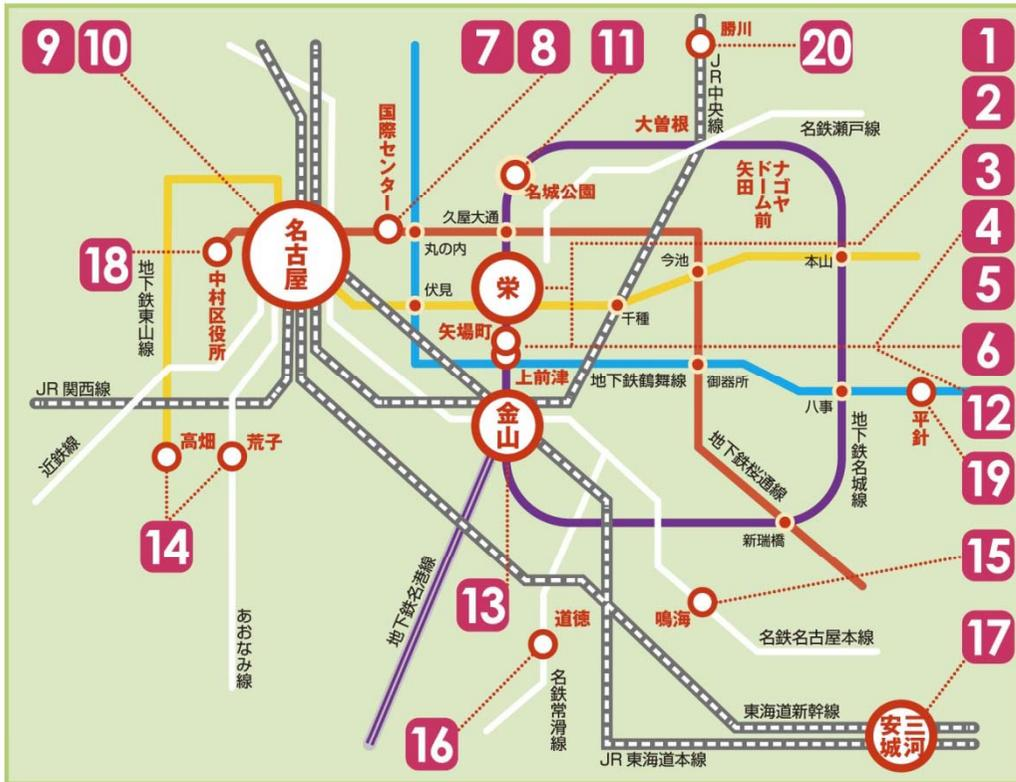 9
10
7
8
11
20
1
2
3
4
5
6
12
19
15
17
18
14
13
16
勝川
JR中央線
大曽根
名鉄瀬戸線
国際センター
名城公園
ナゴヤ
ドーム前
矢田
久屋大通
丸の内
名古屋
中村区役所
地下鉄東山線
栄
今池
本山
伏見
千種
矢場町
上前津
地下鉄鶴舞線
御器所
八事
平針
JR関西線
近鉄線
高畑
荒子
金山
地下鉄桜通線
地下鉄名城線
新瑞橋
地下鉄名港線
あおなみ線
道徳
鳴海
名鉄名古屋本線
名鉄常滑線
東海道新幹線
JR東海道本線
三河
安城